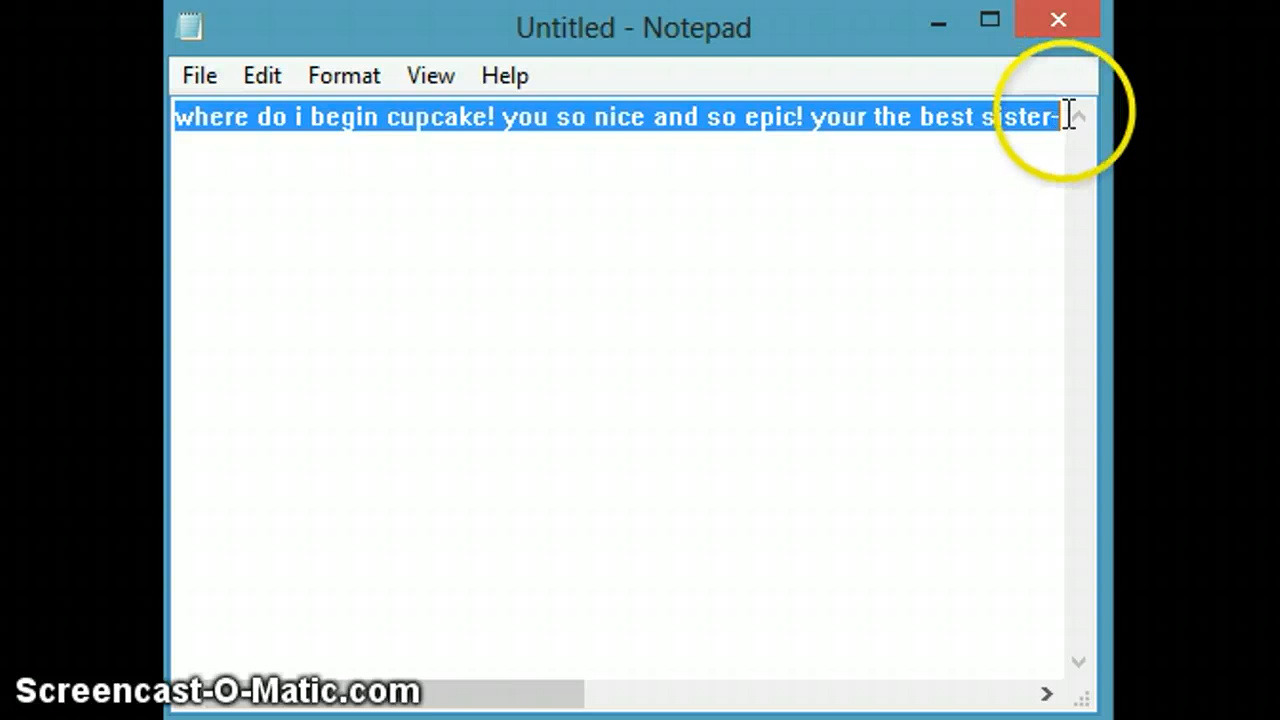 Untitled - Notepad
File Edit Format View Help
where do i begin cupcake! you so nice and so epic! your the best sister-
Screencast-O-Matic.com